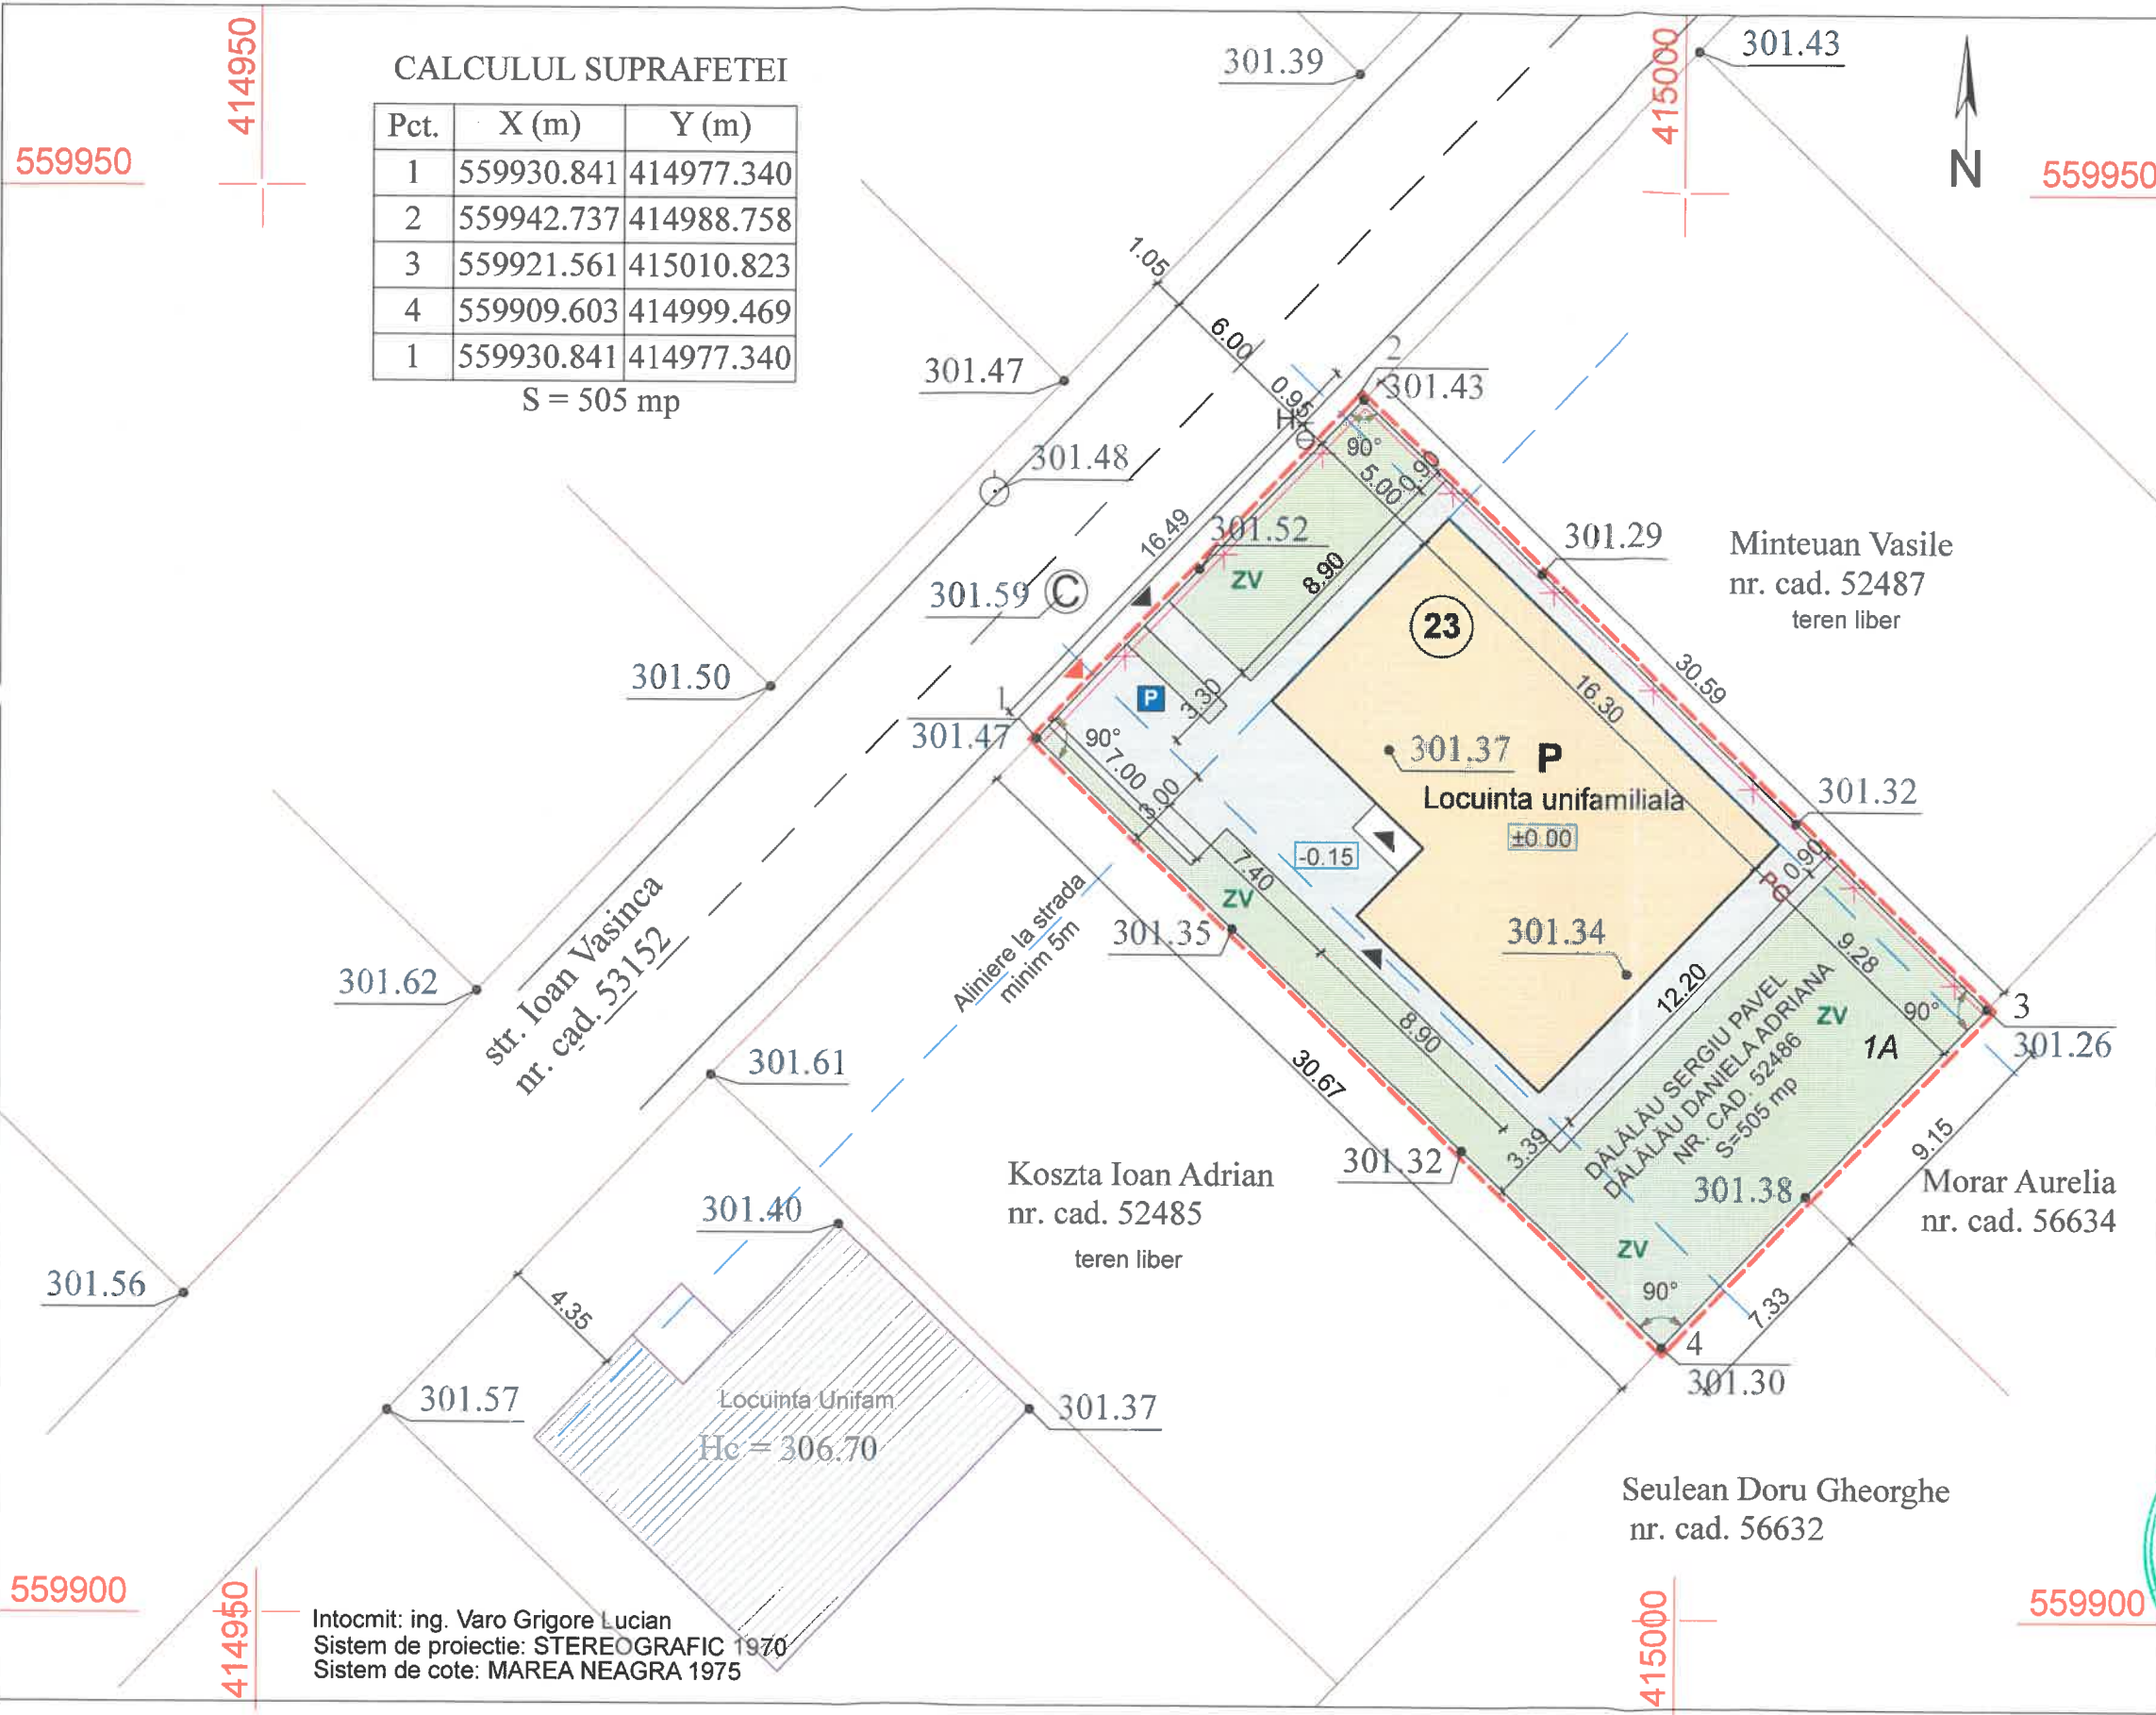 CALCULUL SUPRAFETEI
Pct. X (m) Y (m)
1 559930.841 414977.340
2 559942.737 414988.758
3 559921.561 415010.823
4 559909.603 414999.469
1 559930.841 414977.340
S = 505 mp
414950
415000
559950
559950
N
301.39
301.43
1.05
6.00
0.95
H
2
301.43
301.47
301.48
90°
5.00
0.90
16.49
301.52
301.29
Minteuan Vasile
nr. cad. 52487
teren liber
301.59
C
ZV
8.90
23
30.59
301.50
1
301.47
P
3.30
16.30
90°
7.00
3.00
301.37
P
Locuinta unifamiliala
±0.00
301.32
-0.15
0.90
PC
7.40
ZV
301.35
301.34
Aliniere la strada
minim 5m
str. Ioan Vasinca
nr. cad. 53152
301.62
12.20
9.28
ZV
90°
3
301.26
1A
8.90
30.67
DĂLĂLĂU SERGIU PAVEL
DĂLĂLĂU DANIELA ADRIANA
NR. CAD. 52486
S=505 mp
301.61
3.39
301.32
9.15
301.38
Koszta Ioan Adrian
nr. cad. 52485
teren liber
Morar Aurelia
nr. cad. 56634
301.40
ZV
90°
7.33
4
301.30
301.56
4.35
301.57
Locuinta Unifam
Hc = 306.70
301.37
Seulean Doru Gheorghe
nr. cad. 56632
559900
559900
414950
415000
Intocmit: ing. Varo Grigore Lucian
Sistem de proiectie: STEREOGRAFIC 1970
Sistem de cote: MAREA NEAGRA 1975